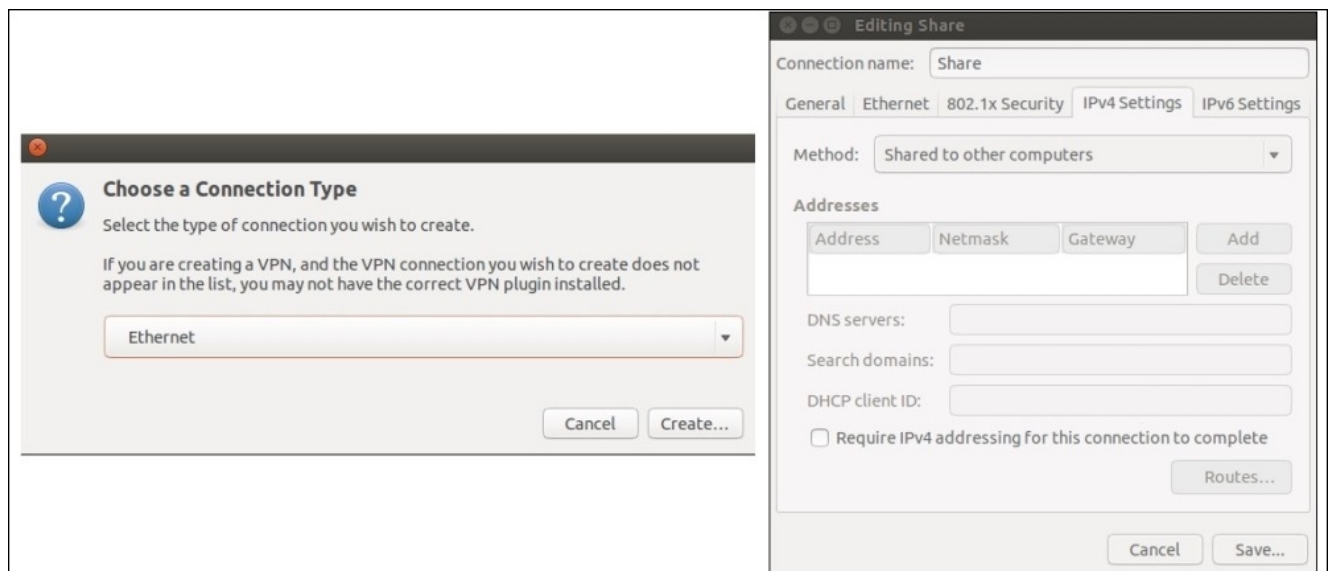 Choose a Connection Type
Select the type of connection you wish to create.
If you are creating a VPN, and the VPN connection you wish to create does not
appear in the list, you may not have the correct VPN plugin installed.
Ethernet
Cancel Create...
Editing Share
Connection name: Share
General Ethernet 802.1x Security IPv4 Settings IPv6 Settings
Method: Shared to other computers
Addresses
Address Netmask Gateway Add
Delete
DNS servers:
Search domains:
DHCP client ID:
Require IPv4 addressing for this connection to complete
Routes...
Cancel Save...